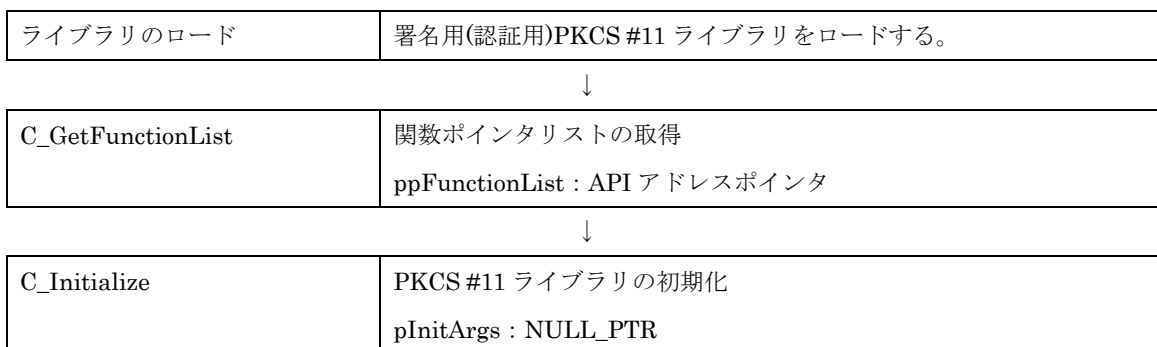 ライブラリのロード 署名用(認証用)PKCS #11 ライブラリをロードする。
↓
C_GetFunctionList 関数ポインタリストの取得
ppFunctionList：API アドレスポインタ
↓
C_Initialize PKCS #11 ライブラリの初期化
pInitArgs：NULL_PTR